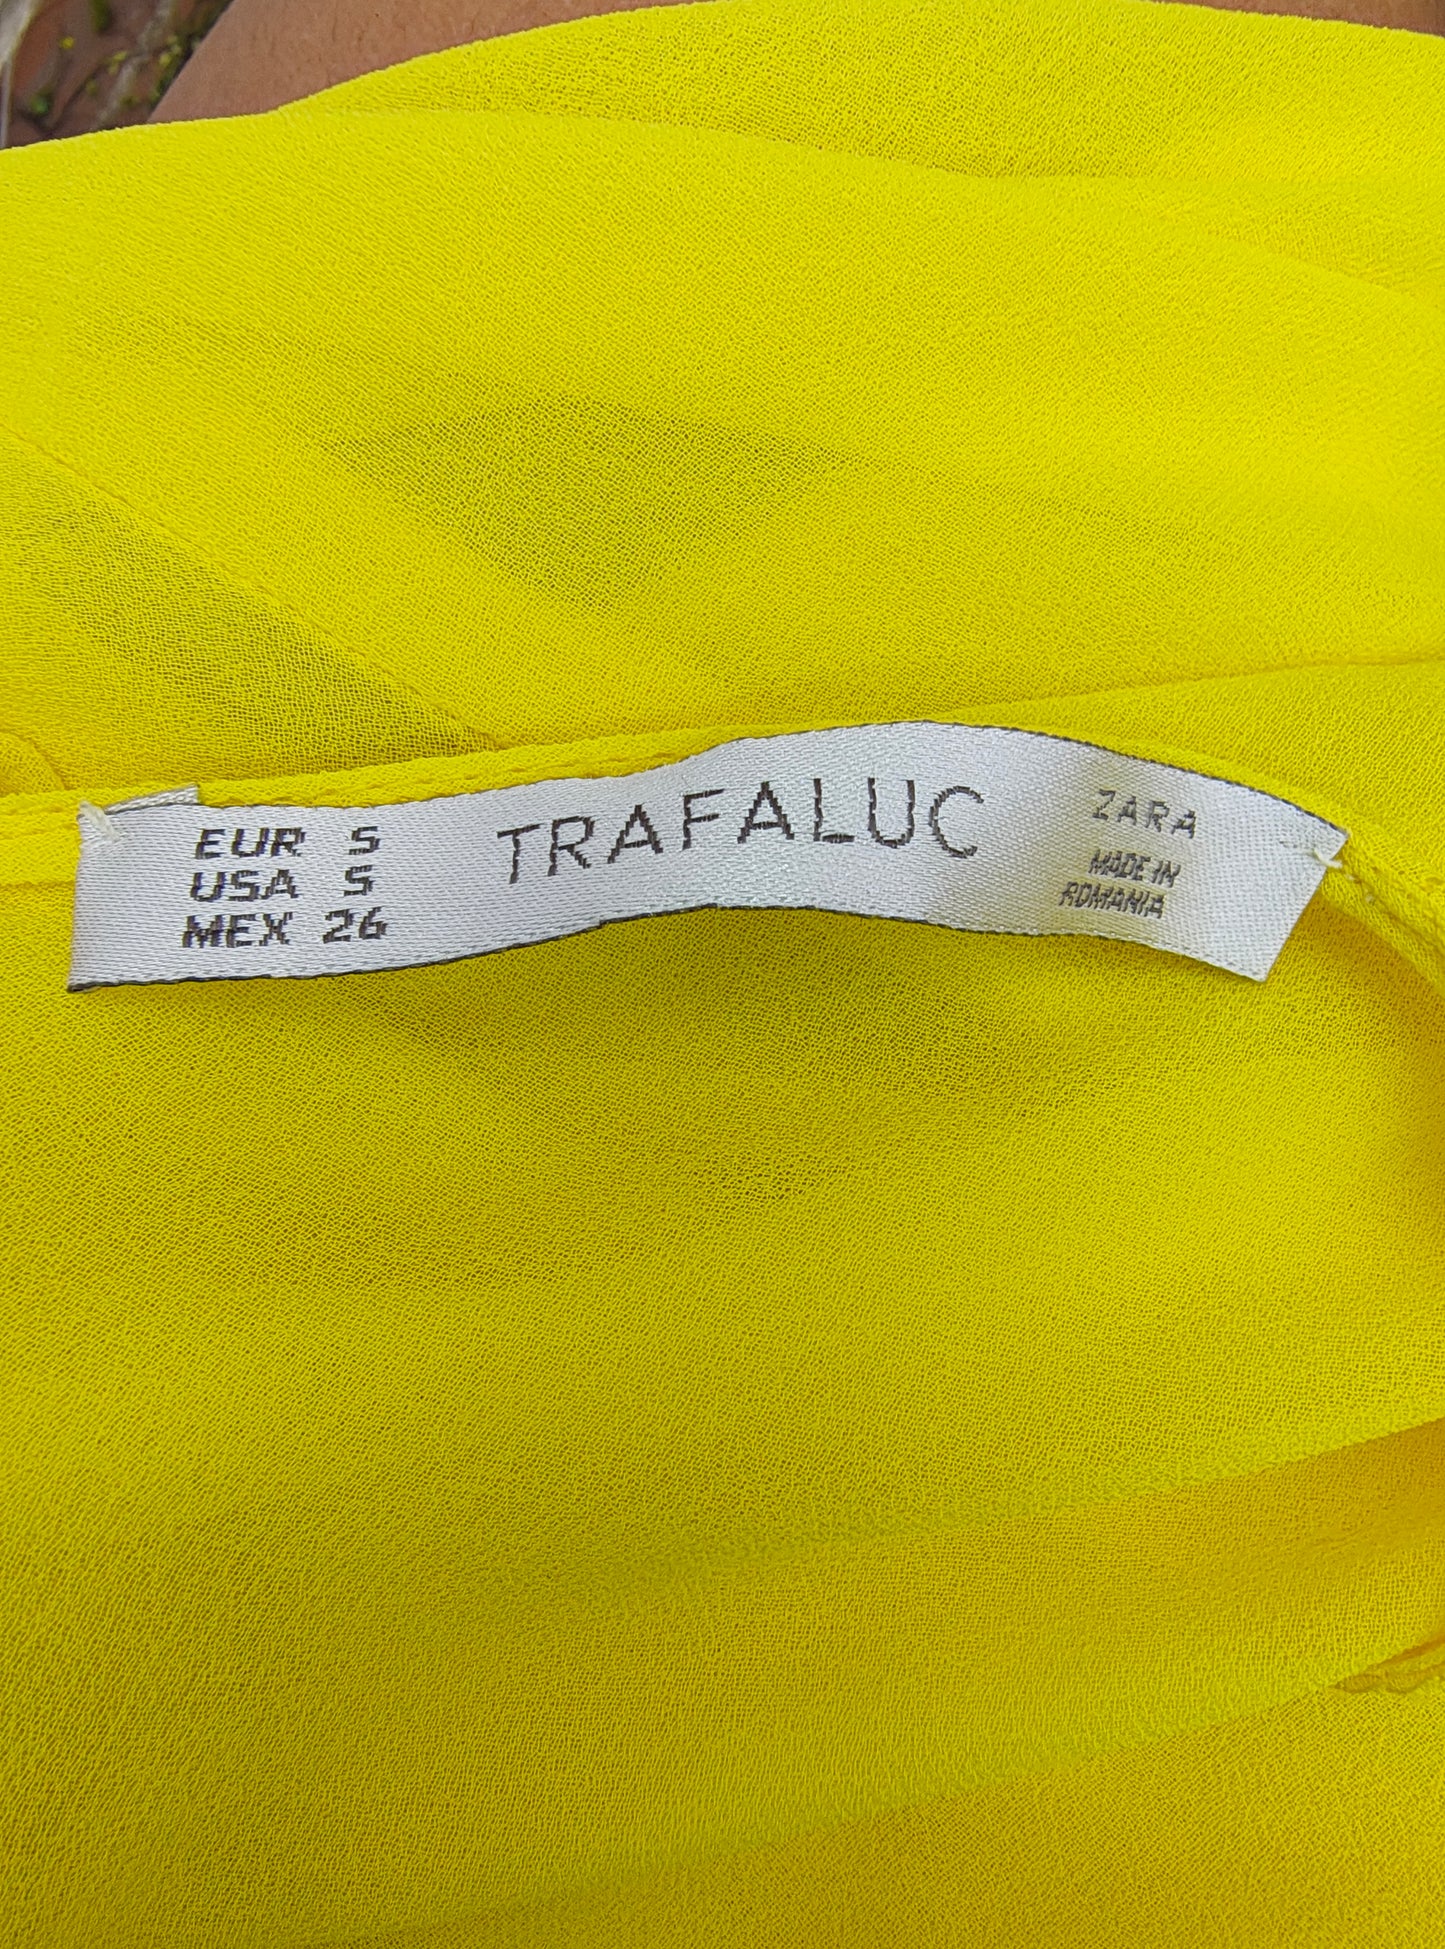 EUR S
USA S
MEX 26
TRAFALUC
ZARA
MADE IN
ROMANIA